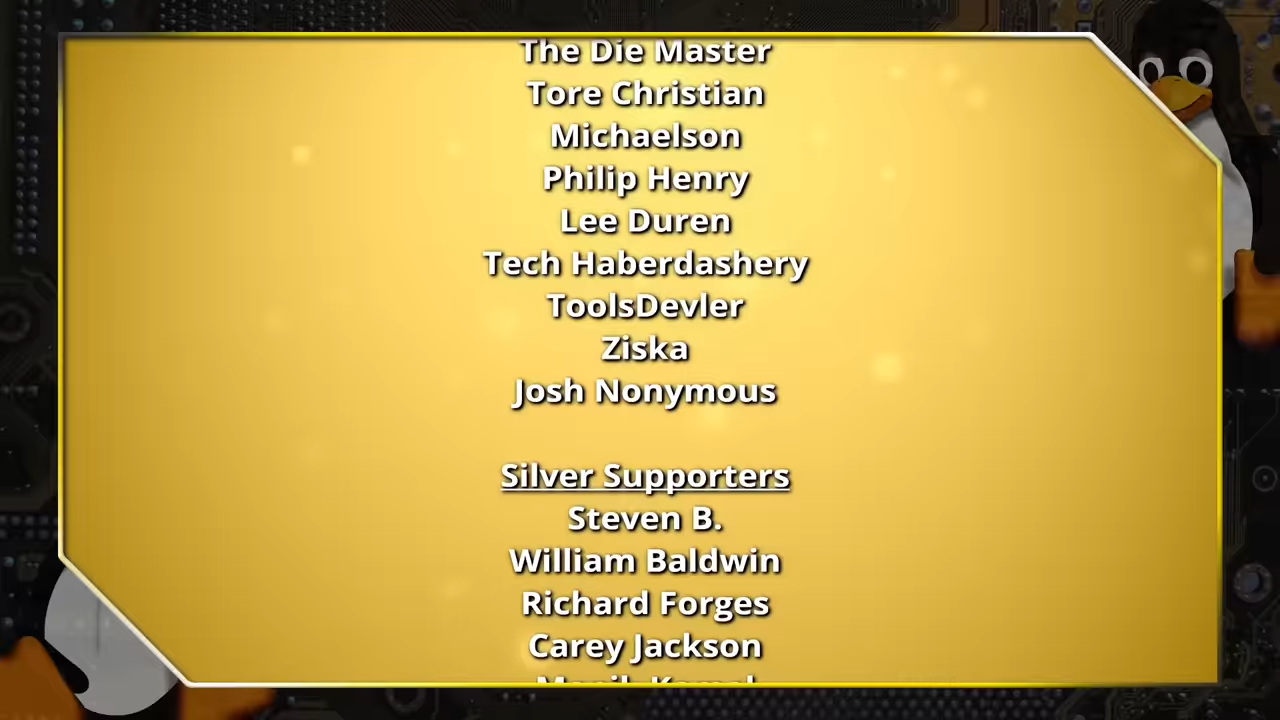 The Die Master
Tore Christian
Michaelson
Philip Henry
Lee Duren
Tech Haberdashery
ToolsDevler
Ziska
Josh Nonymous
Silver Supporters
Steven B.
William Baldwin
Richard Forges
Carey Jackson